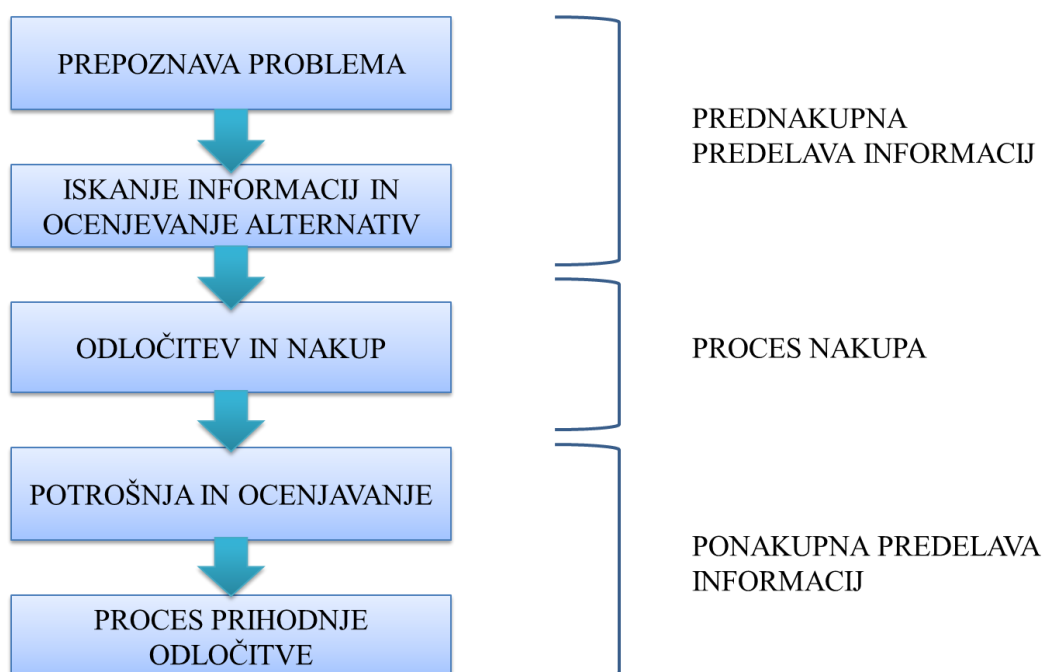 PREPOZNAVA PROBLEMA
ISKANJE INFORMACIJ IN
OCENJEVANJE ALTERNATIV
ODLOČITEV IN NAKUP
POTROŠNJA IN OCENJAVANJE
PROCES PRIHODNJE
ODLOČITVE
PREDNAKUPNA
PREDELAVA INFORMACIJ
PROCES NAKUPA
PONAKUPNA PREDELAVA
INFORMACIJ